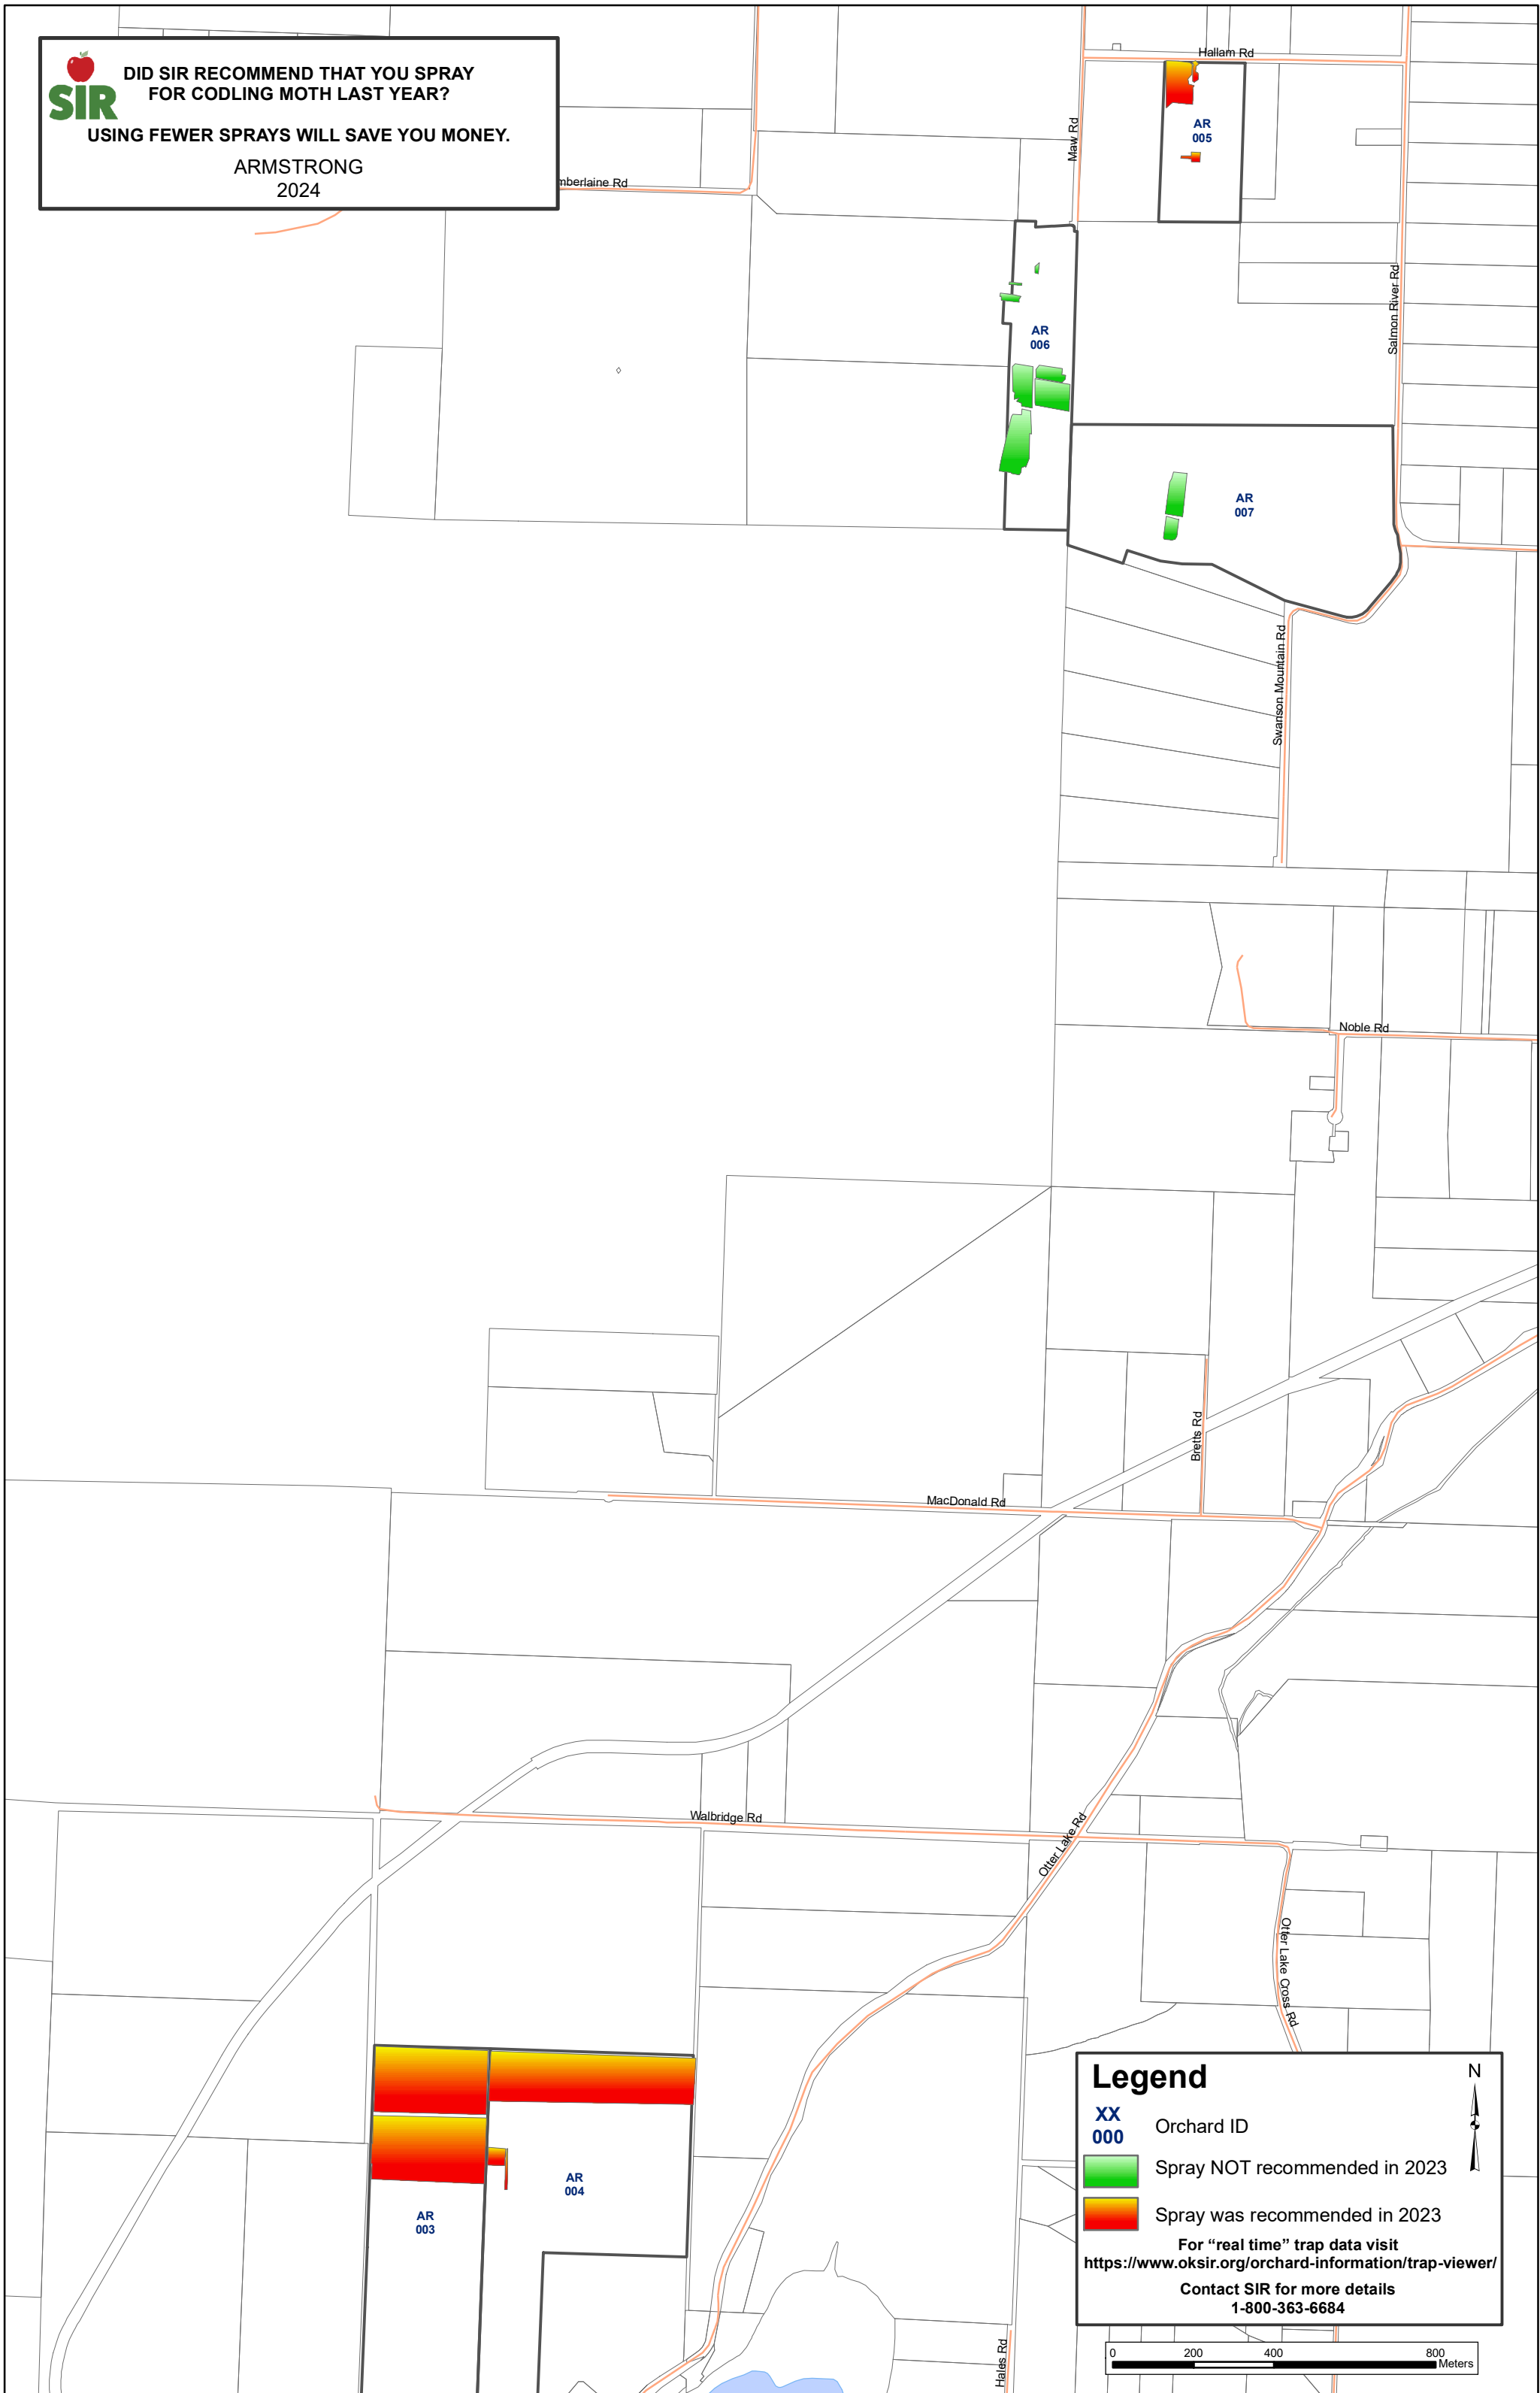 SIR
DID SIR RECOMMEND THAT YOU SPRAY
FOR CODLING MOTH LAST YEAR?
USING FEWER SPRAYS WILL SAVE YOU MONEY.
ARMSTRONG
2024
mberlaine Rd
Hallam Rd
Maw Rd
AR
005
Salmon River Rd
AR
006
AR
007
Swanson Mountain Rd
Noble Rd
Bretts Rd
MacDonald Rd
Walbridge Rd
Otter Lake Rd
Otter Lake Cross Rd
AR
004
AR
003
Hales Rd
Legend
N
XX
000
Orchard ID
Spray NOT recommended in 2023
Spray was recommended in 2023
For “real time” trap data visit
https://www.oksir.org/orchard-information/trap-viewer/
Contact SIR for more details
1-800-363-6684
0 200 400 800
Meters